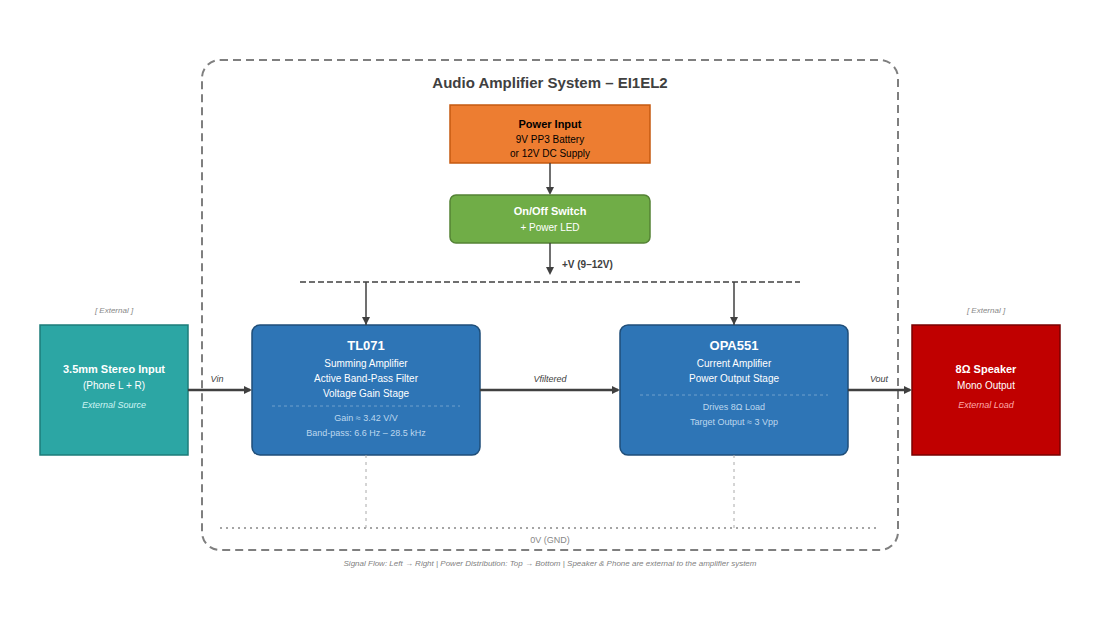 Audio Amplifier System – EI1EL2
Power Input
9V PP3 Battery
or 12V DC Supply
On/Off Switch
+ Power LED
+V (9–12V)
[ External ]
3.5mm Stereo Input
(Phone L + R)
External Source
Vin
TL071
Summing Amplifier
Active Band-Pass Filter
Voltage Gain Stage
Gain ≈ 3.42 V/V
Band-pass: 6.6 Hz – 28.5 kHz
Vfiltered
OPA551
Current Amplifier
Power Output Stage
Drives 8Ω Load
Target Output ≈ 3 Vpp
Vout
[ External ]
8Ω Speaker
Mono Output
External Load
0V (GND)
Signal Flow: Left → Right | Power Distribution: Top → Bottom | Speaker & Phone are external to the amplifier system